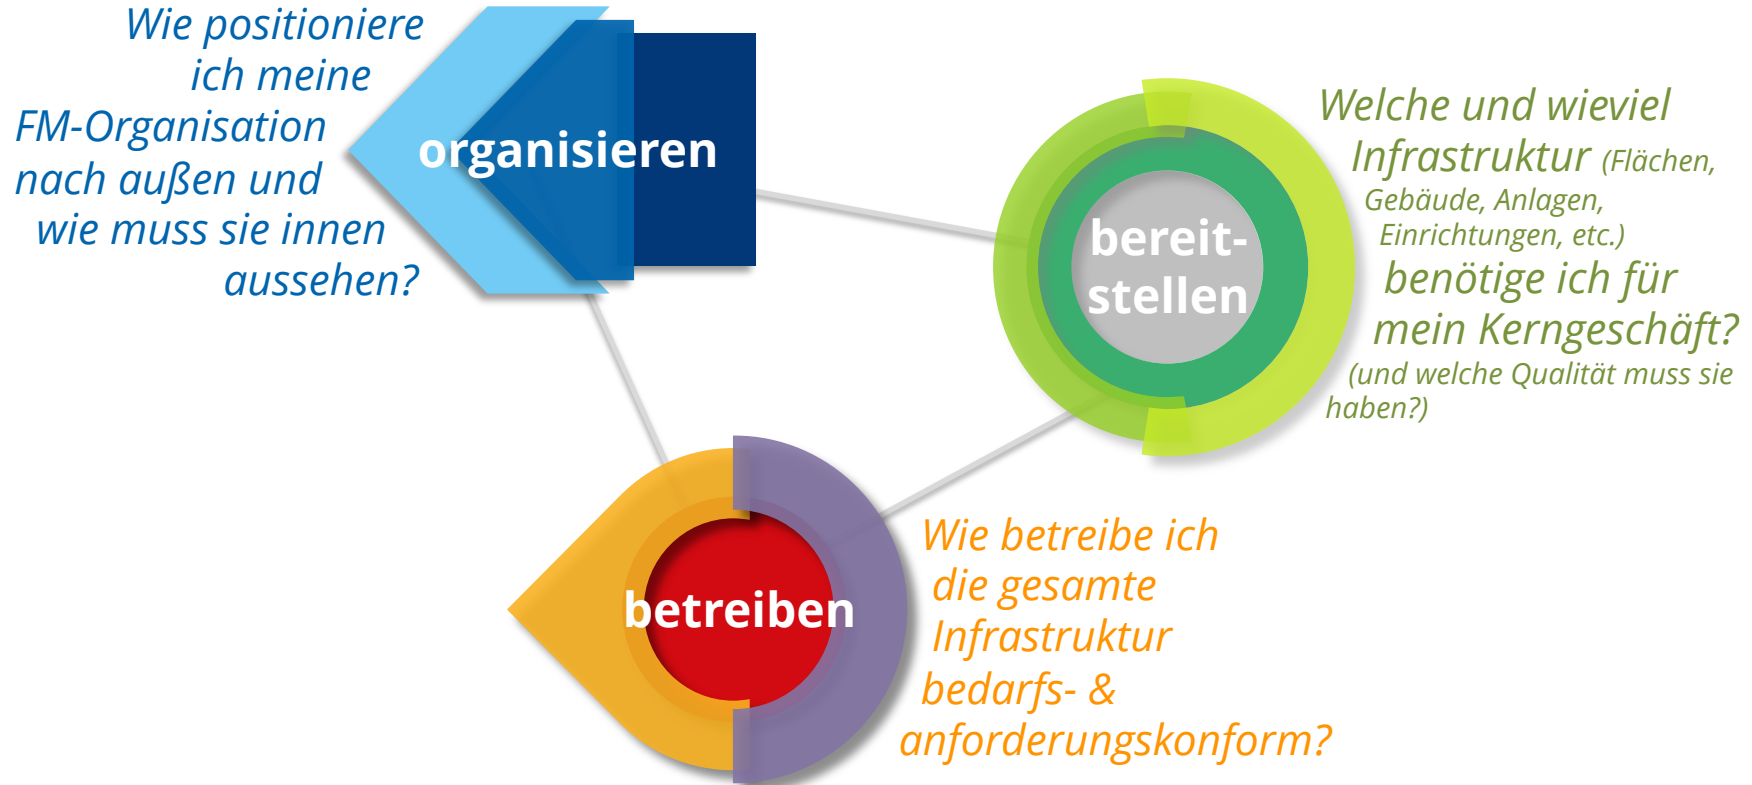 Wie positioniere
ich meine
FM-Organisation
nach außen und
wie muss sie innen
aussehen?
organisieren
bereit-
stellen
Welche und wieviel
Infrastruktur (Flächen,
Gebäude, Anlagen,
Einrichtungen, etc.)
benötige ich für
mein Kerngeschäft?
(und welche Qualität muss sie
haben?)
betreiben
Wie betreibe ich
die gesamte
Infrastruktur
bedarfs- &
anforderungskonform?